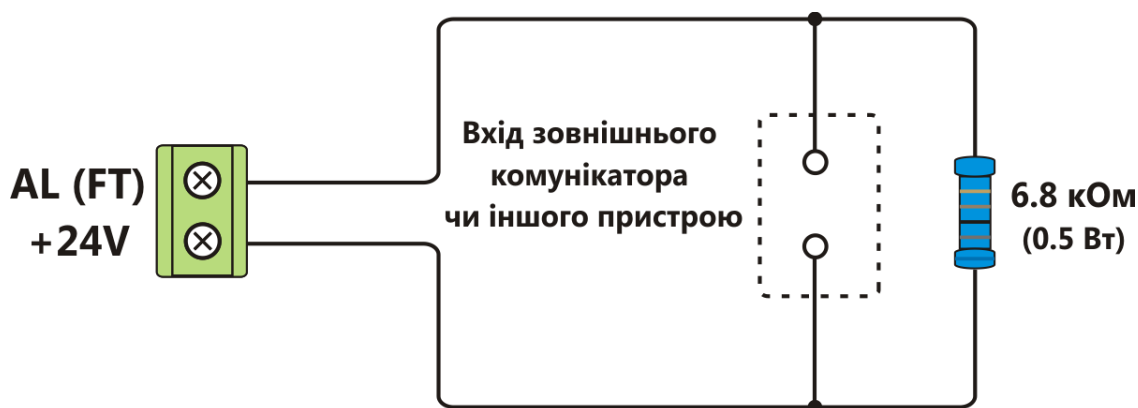 Вхід зовнішнього
комунікатора
чи іншого пристрою
AL (FT)
+24V
6.8 кОм
(0.5 Вт)